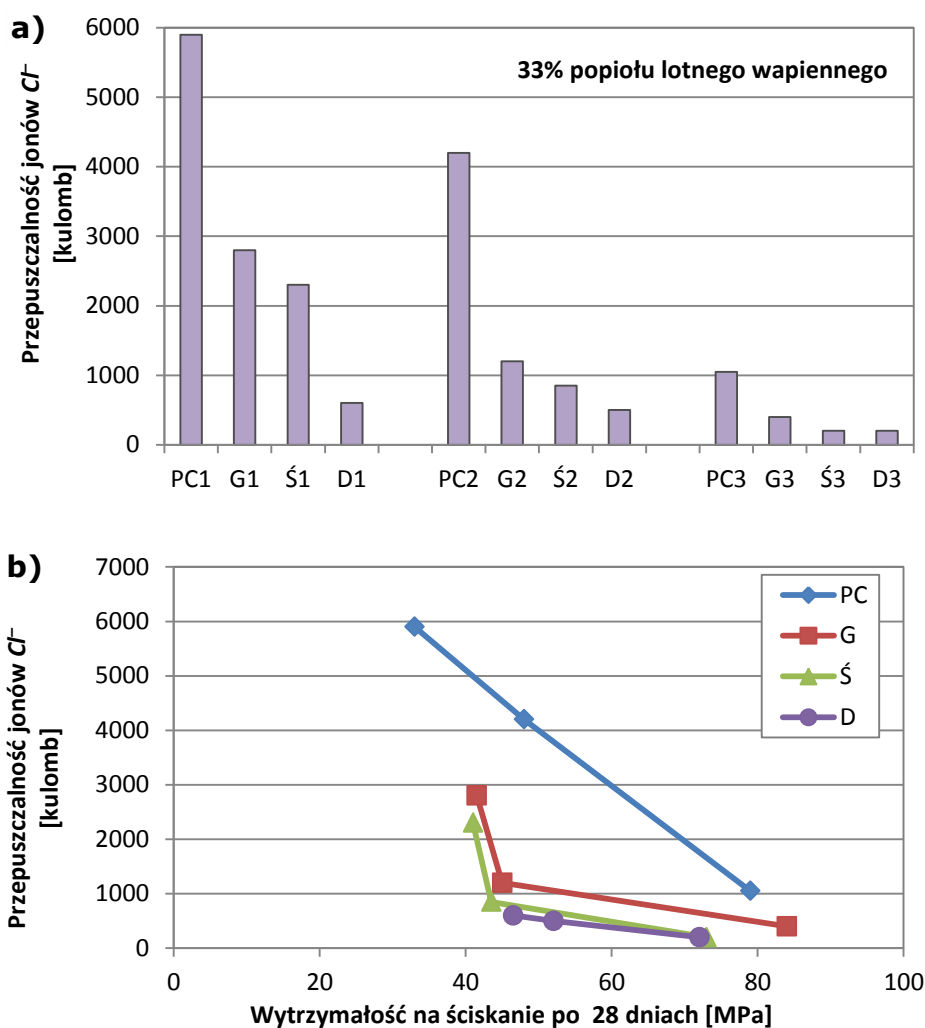 a)
Przepuszczalność jonów Cl⁻
[kulomb]
6000
5000
4000
3000
2000
1000
0
33% popiołu lotnego wapiennego
PC1 G1 Ś1 D1 PC2 G2 Ś2 D2 PC3 G3 Ś3 D3
b)
Przepuszczalność jonów Cl⁻
[kulomb]
7000
6000
5000
4000
3000
2000
1000
0
PC
G
Ś
D
0 20 40 60 80 100
Wytrzymałość na ściskanie po 28 dniach [MPa]